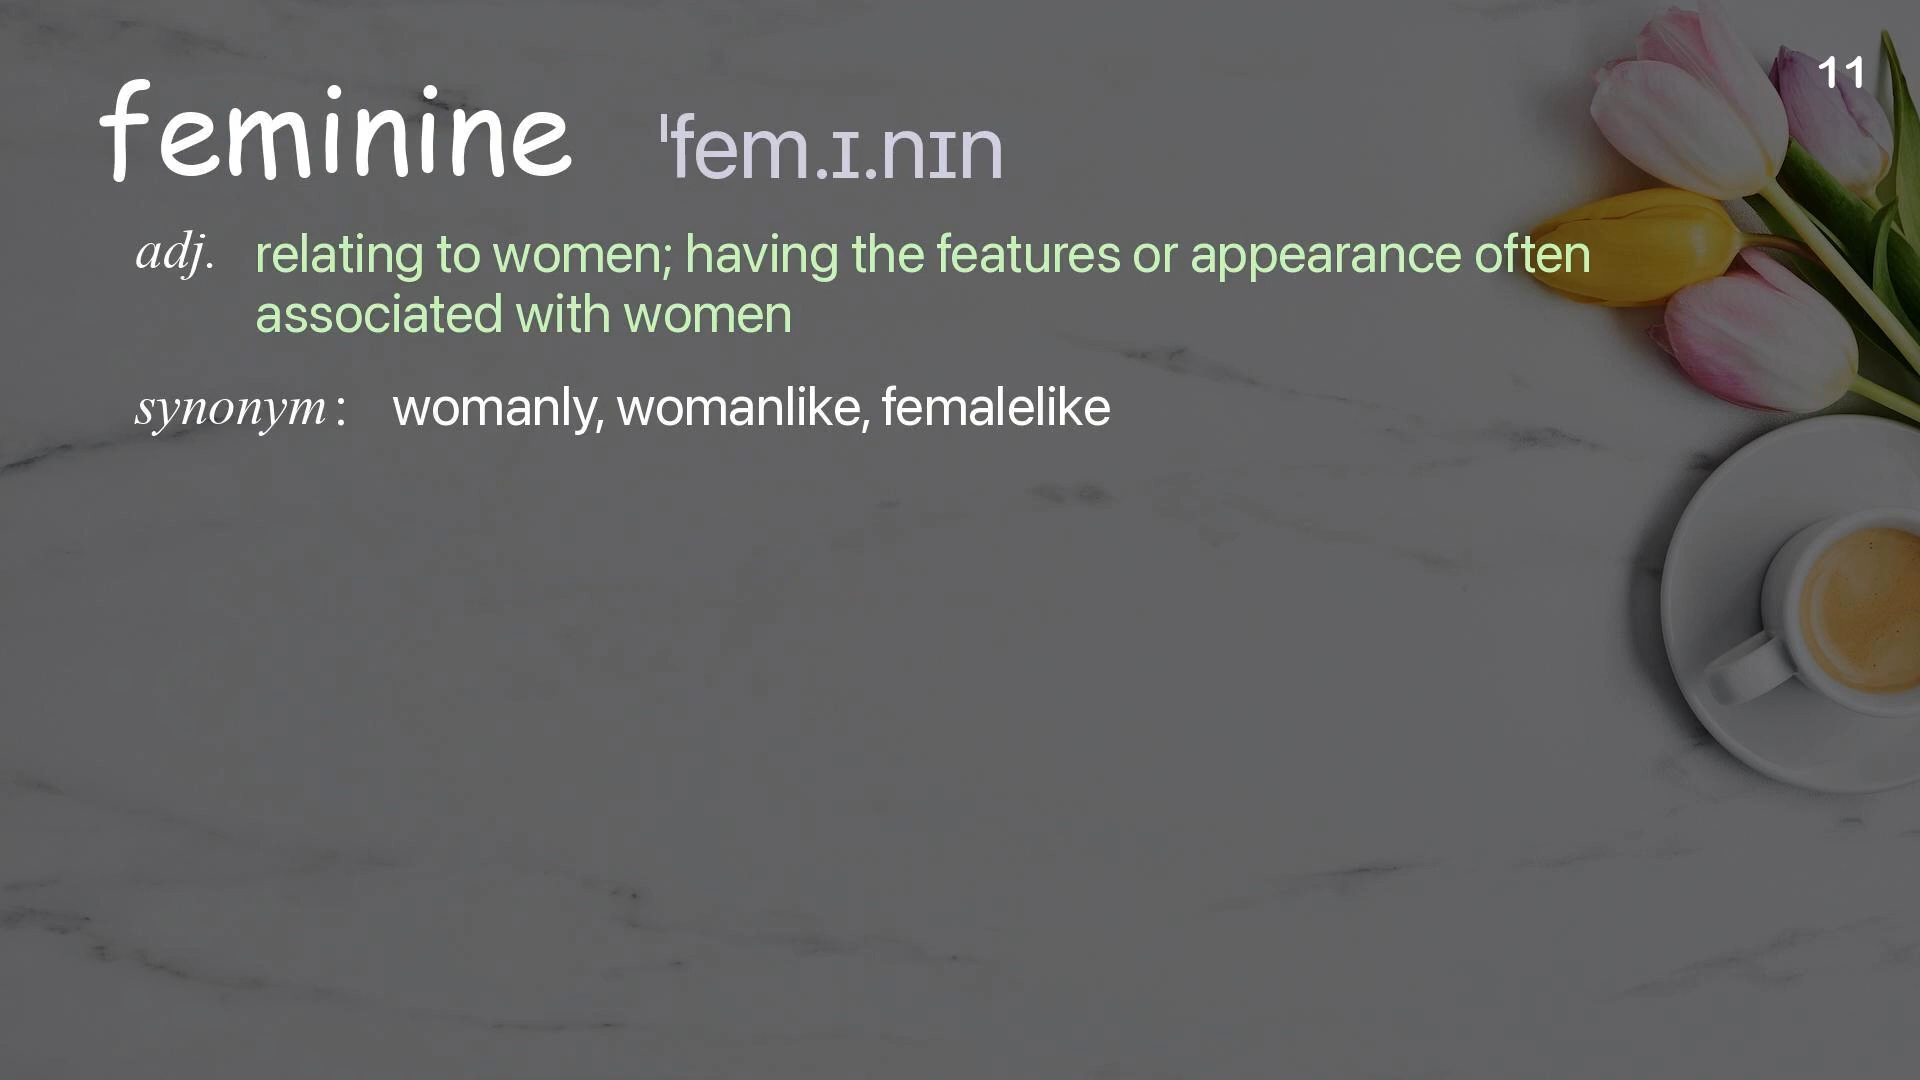 11
feminine ˈfem.ɪ.nɪn
adj. relating to women; having the features or appearance often
associated with women
synonym : womanly, womanlike, femalelike